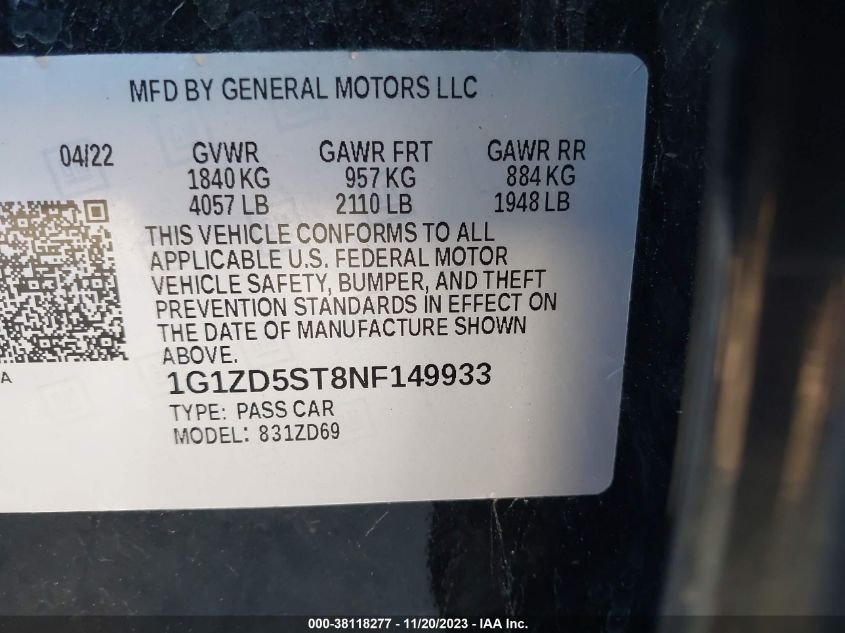 MFD BY GENERAL MOTORS LLC
04/22 GVWR GAWR FRT GAWR RR
1840 KG 957 KG 884 KG
4057 LB 2110 LB 1948 LB
THIS VEHICLE CONFORMS TO ALL
APPLICABLE U.S. FEDERAL MOTOR
VEHICLE SAFETY, BUMPER, AND THEFT
PREVENTION STANDARDS IN EFFECT ON
THE DATE OF MANUFACTURE SHOWN
ABOVE.
A
1G1ZD5ST8NF149933
TYPE: PASS CAR
MODEL: 831ZD69
000-38118277 - 11/20/2023 - IAA Inc.